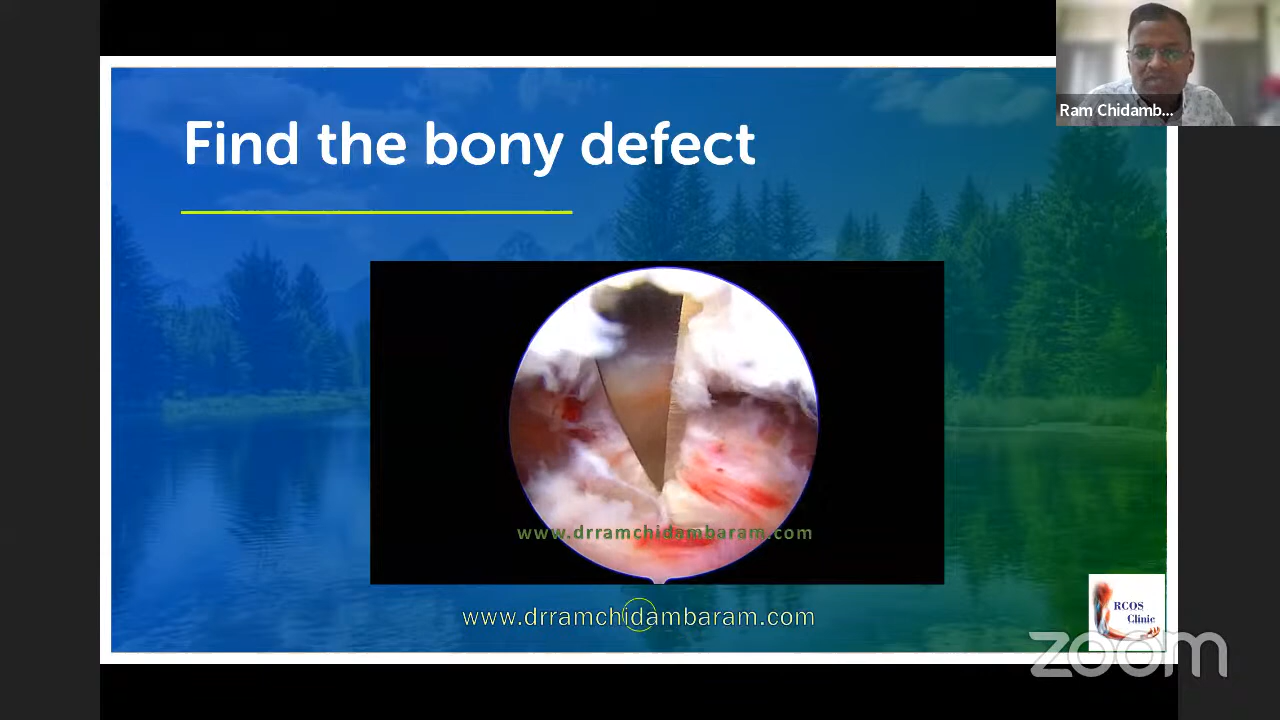 Ram Chidamb...
Find the bony defect
www.drramchidambaram.com
www.drramchidambaram.com
RCOS
Clinic
zoom